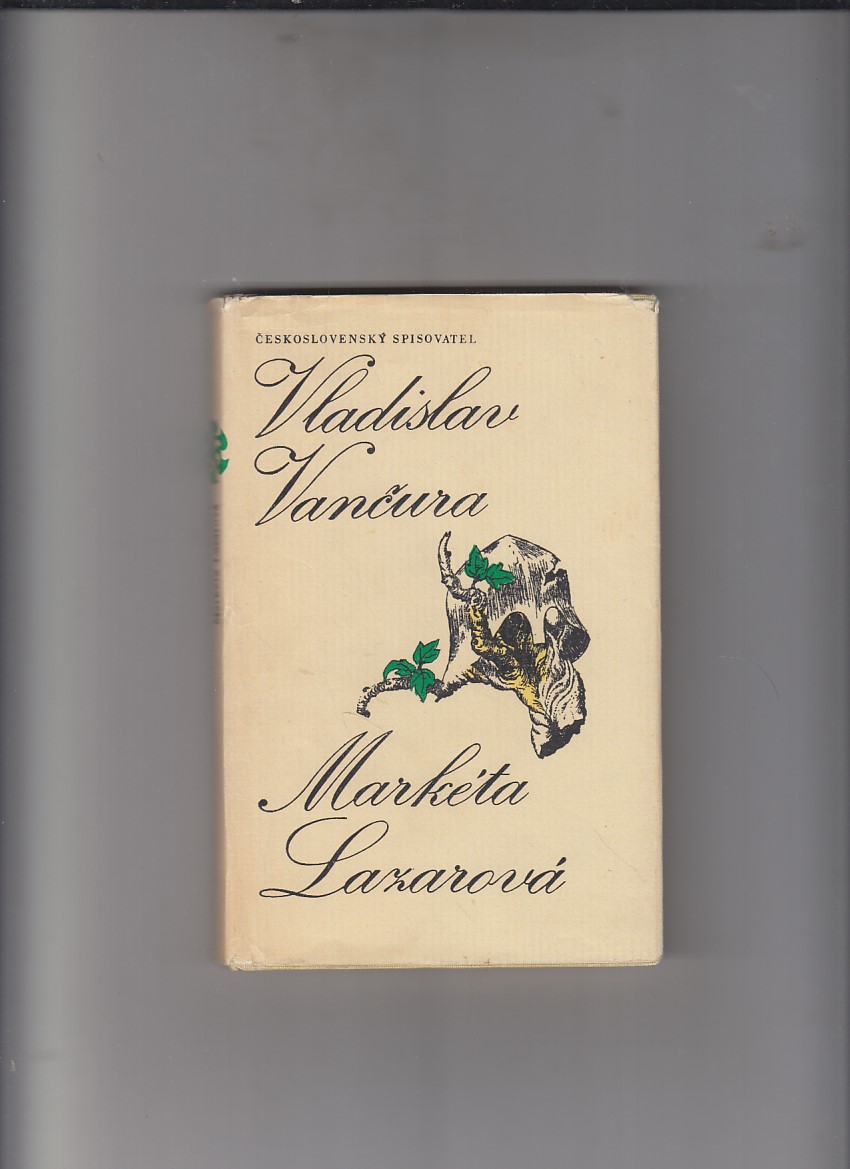 ČESKOSLOVENSKÝ SPISOVATEL
Vladislav
Vančura
Markéta
Lazarová